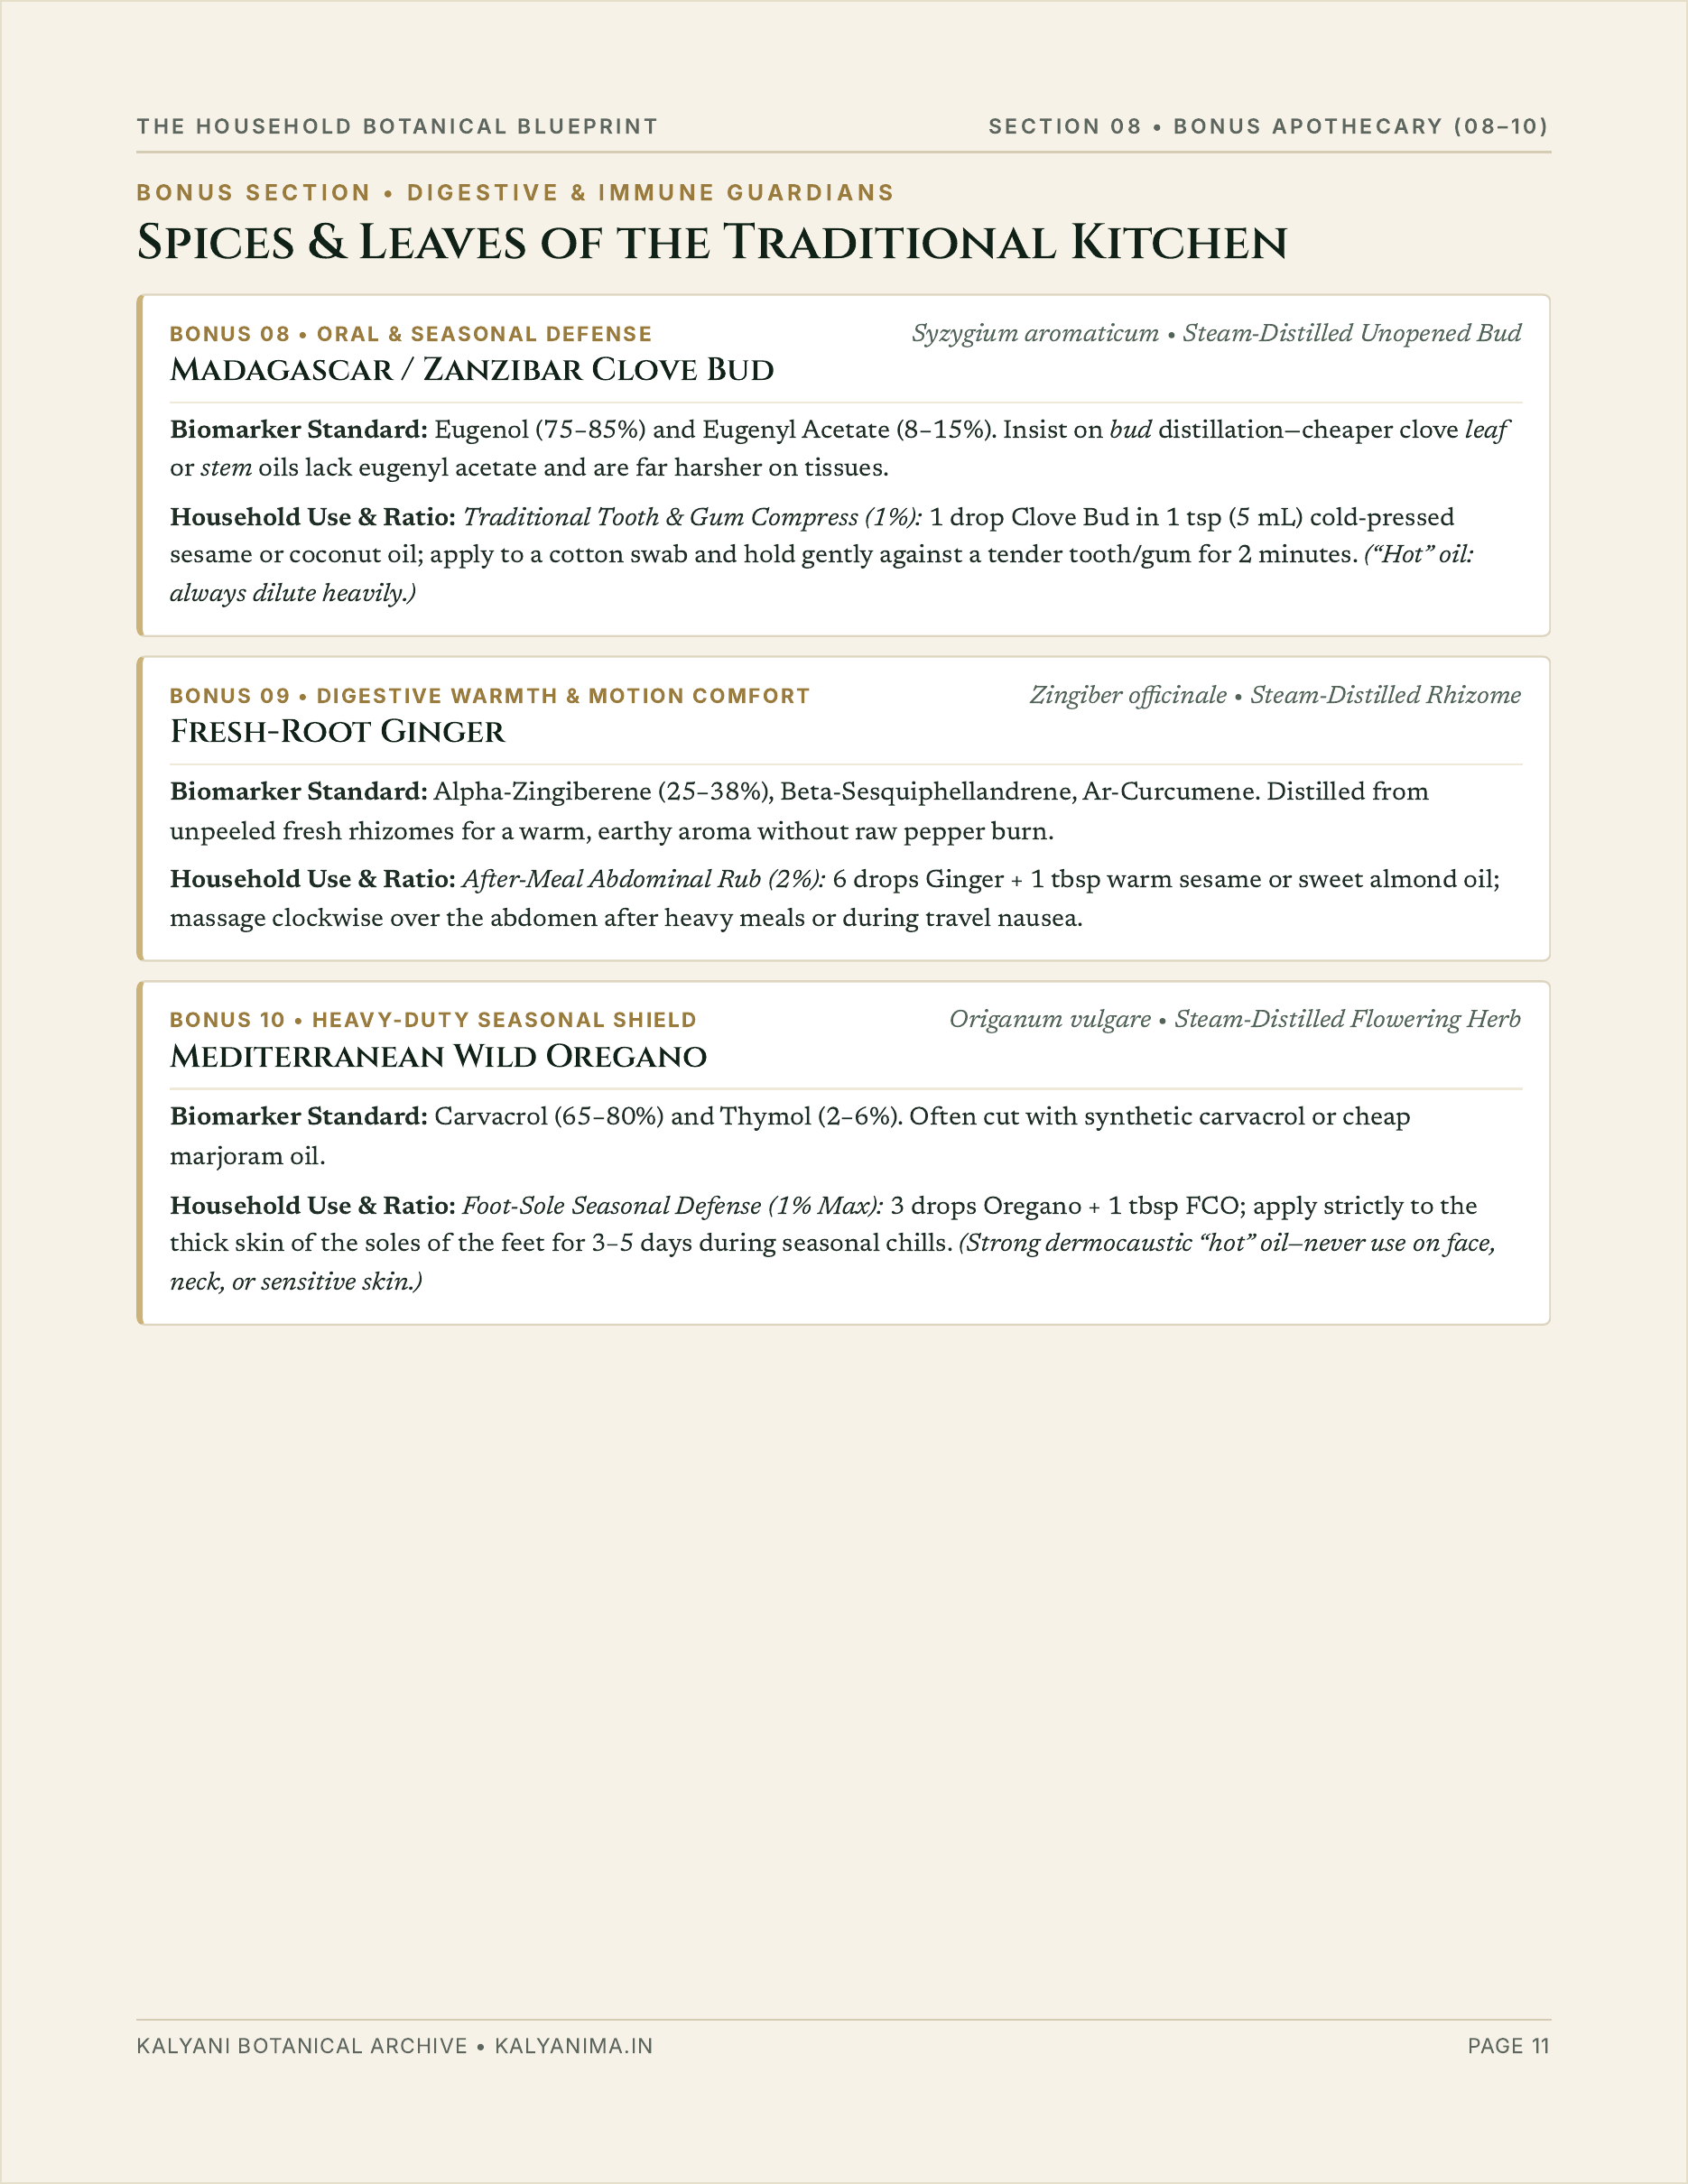 THE HOUSEHOLD BOTANICAL BLUEPRINT
SECTION 08 • BONUS APOTHECARY (08–10)
BONUS SECTION • DIGESTIVE & IMMUNE GUARDIANS
SPICES & LEAVES OF THE TRADITIONAL KITCHEN
BONUS 08 • ORAL & SEASONAL DEFENSE
Syzygium aromaticum • Steam-Distilled Unopened Bud
MADAGASCAR / ZANZIBAR CLOVE BUD
Biomarker Standard: Eugenol (75–85%) and Eugenyl Acetate (8–15%). Insist on bud distillation—cheaper clove leaf
or stem oils lack eugenyl acetate and are far harsher on tissues.
Household Use & Ratio: Traditional Tooth & Gum Compress (1%): 1 drop Clove Bud in 1 tsp (5 mL) cold-pressed
sesame or coconut oil; apply to a cotton swab and hold gently against a tender tooth/gum for 2 minutes. (“Hot” oil:
always dilute heavily.)
BONUS 09 • DIGESTIVE WARMTH & MOTION COMFORT
Zingiber officinale • Steam-Distilled Rhizome
FRESH-ROOT GINGER
Biomarker Standard: Alpha-Zingiberene (25–38%), Beta-Sesquiphellandrene, Ar-Curcumene. Distilled from
unpeeled fresh rhizomes for a warm, earthy aroma without raw pepper burn.
Household Use & Ratio: After-Meal Abdominal Rub (2%): 6 drops Ginger + 1 tbsp warm sesame or sweet almond oil;
massage clockwise over the abdomen after heavy meals or during travel nausea.
BONUS 10 • HEAVY-DUTY SEASONAL SHIELD
Origanum vulgare • Steam-Distilled Flowering Herb
MEDITERRANEAN WILD OREGANO
Biomarker Standard: Carvacrol (65–80%) and Thymol (2–6%). Often cut with synthetic carvacrol or cheap
marjoram oil.
Household Use & Ratio: Foot-Sole Seasonal Defense (1% Max): 3 drops Oregano + 1 tbsp FCO; apply strictly to the
thick skin of the soles of the feet for 3–5 days during seasonal chills. (Strong dermocaustic “hot” oil—never use on face,
neck, or sensitive skin.)
KALYANI BOTANICAL ARCHIVE • KALYANIMA.IN
PAGE 11